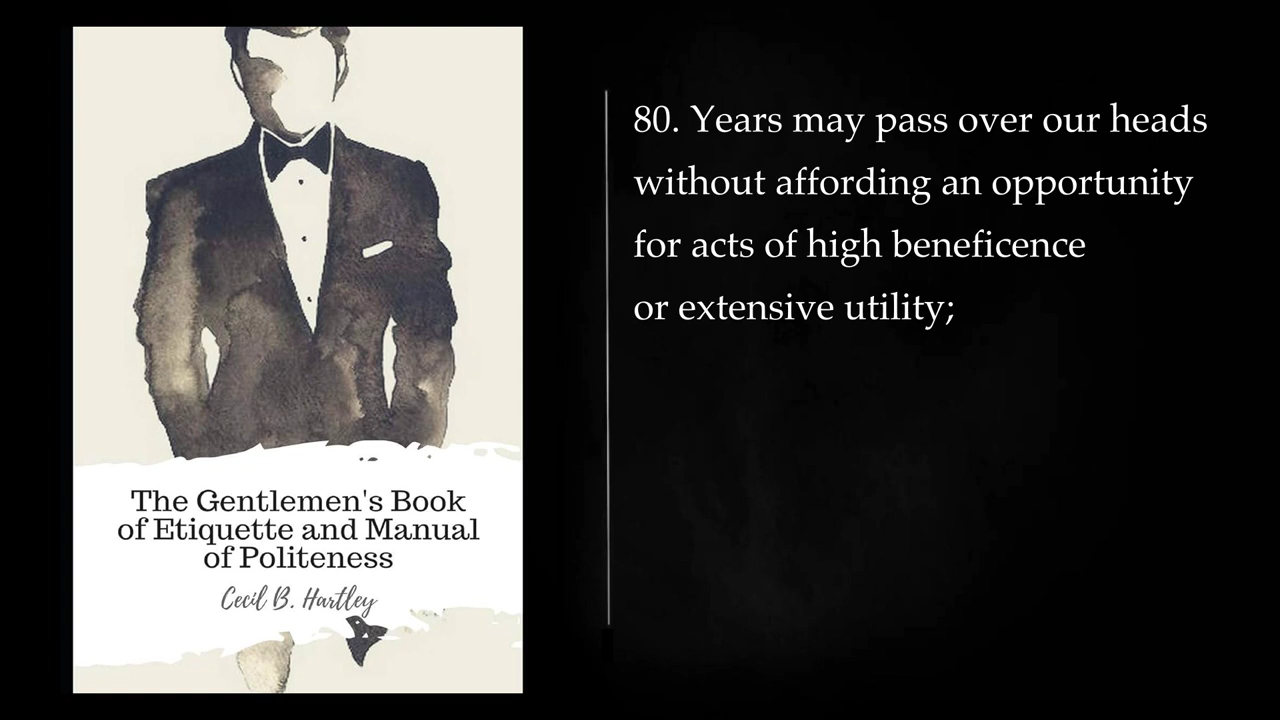 The Gentlemen's Book
of Etiquette and Manual
of Politeness
Cecil B. Hartley
80. Years may pass over our heads
without affording an opportunity
for acts of high beneficence
or extensive utility;